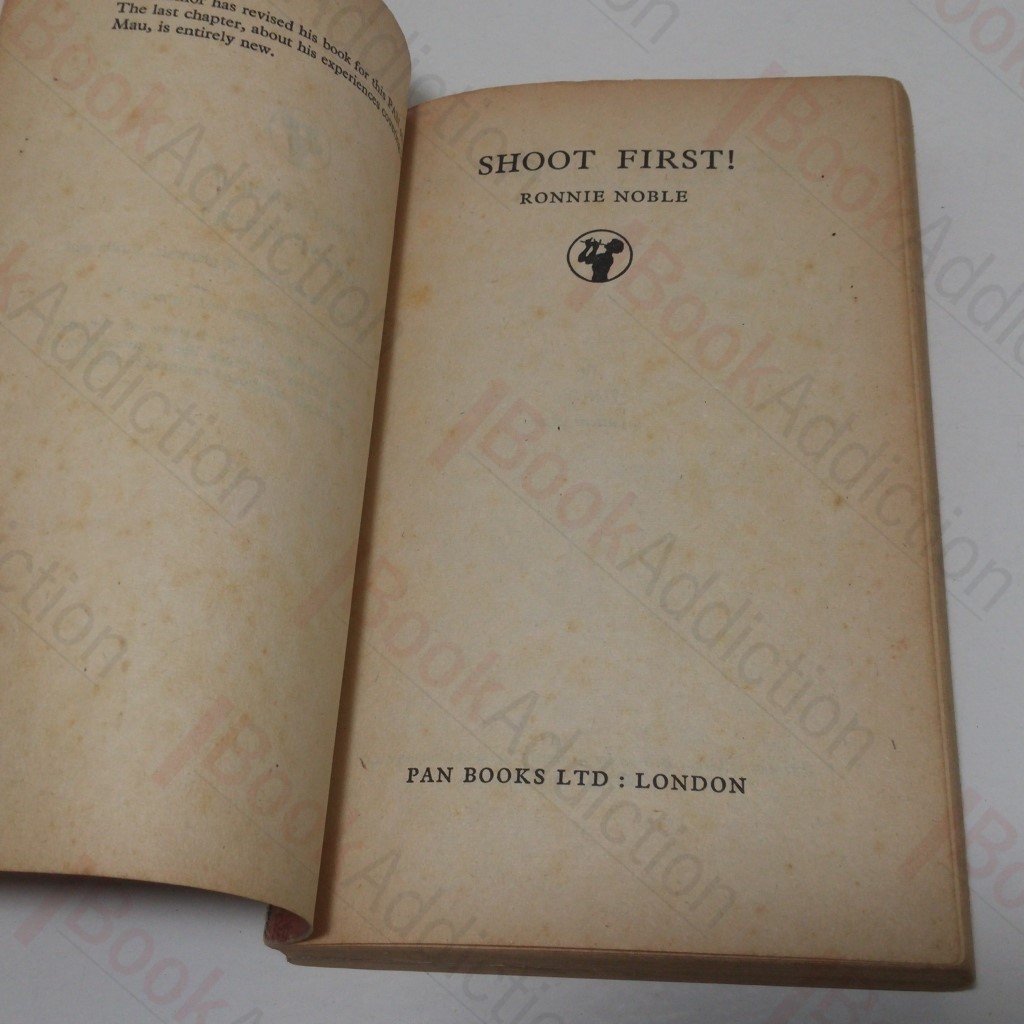 has revised his book for this PAN
The last chapter, about his experiences
Mau, is entirely new.
SHOOT FIRST!
RONNIE NOBLE
PAN BOOKS LTD : LONDON
BookAddiction